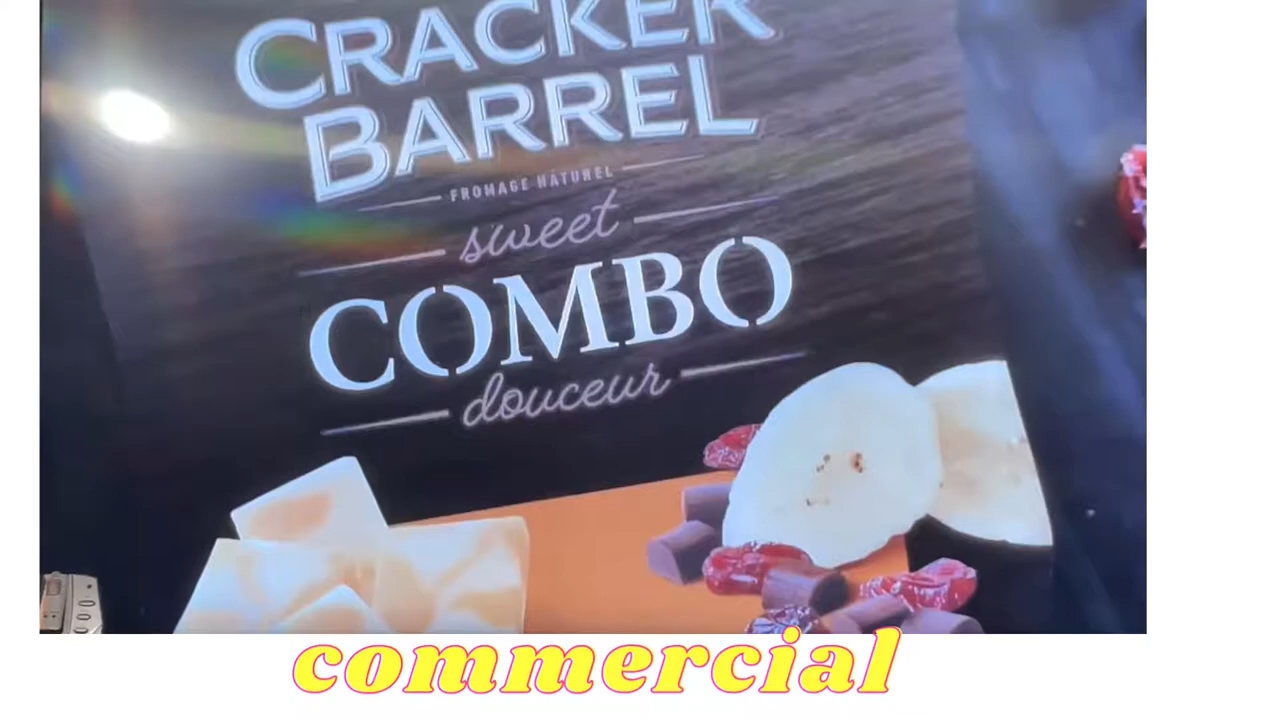 CRACKER
BARREL
FROMAGE NATUREL
sweet
COMBO
douceur
commercial